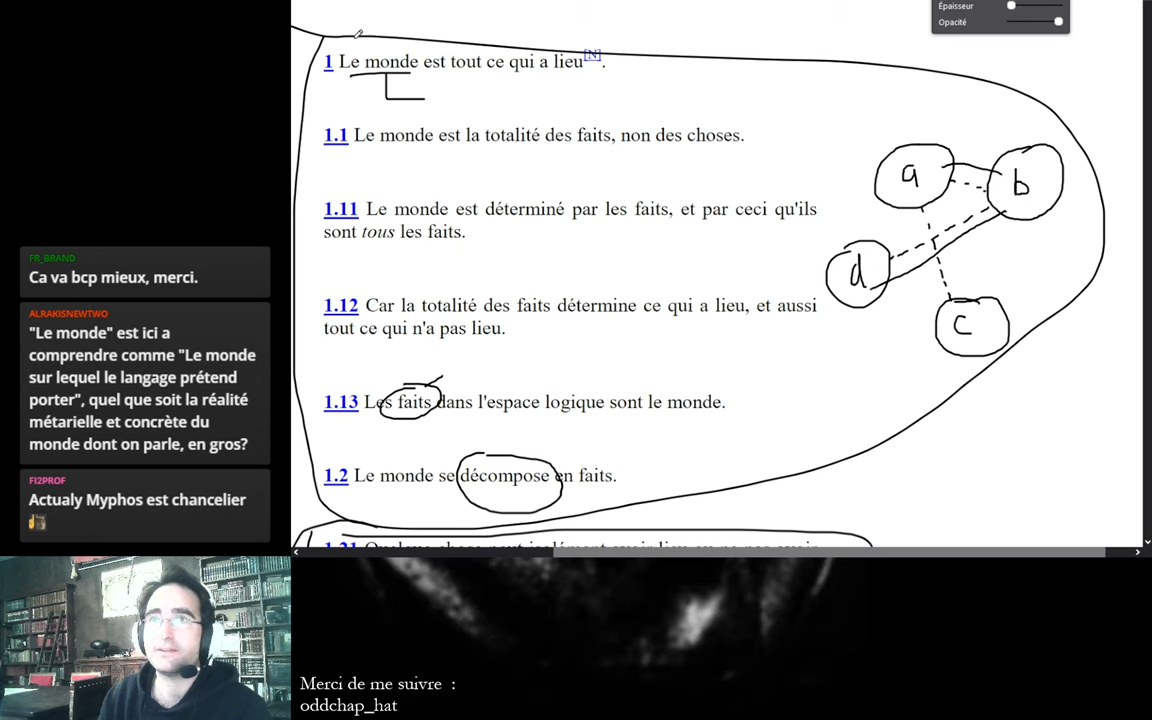 Épaisseur
Opacité
1 Le monde est tout ce qui a lieu[N].
1.1 Le monde est la totalité des faits, non des choses.
1.11 Le monde est déterminé par les faits, et par ceci qu'ils
sont tous les faits.
1.12 Car la totalité des faits détermine ce qui a lieu, et aussi
tout ce qui n'a pas lieu.
1.13 Les faits dans l'espace logique sont le monde.
1.2 Le monde se décompose en faits.
a
b
d
c
FR_BRAND
Ca va bcp mieux, merci.
ALRAKISNEWTWO
"Le monde" est ici a
comprendre comme "Le monde
sur lequel le langage prétend
porter", quel que soit la réalité
métarielle et concrète du
monde dont on parle, en gros?
FI2PROF
Actualy Myphos est chancelier
Merci de me suivre :
oddchap_hat